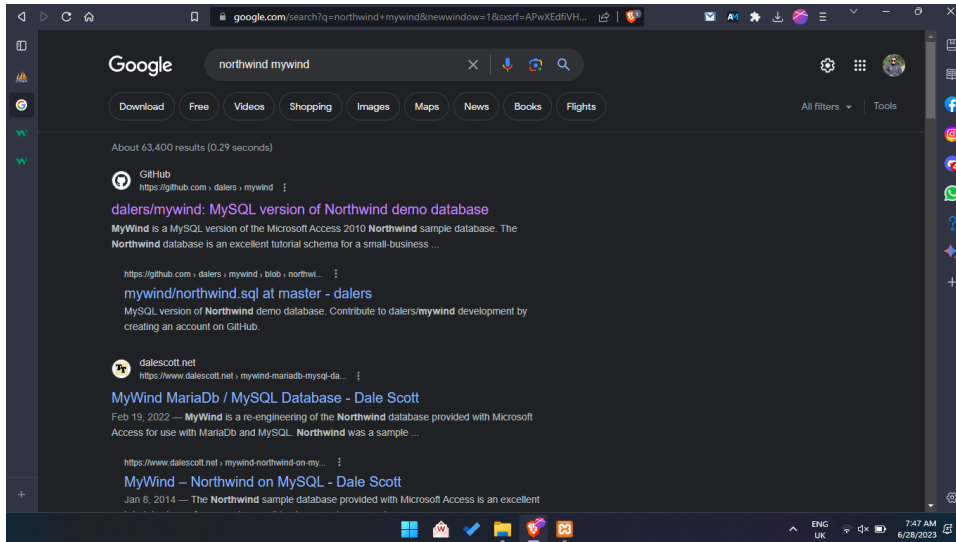 google.com/search?q=northwind+mywind&newwindow=1&sxsrf=APwXEdfiVH...
Google
northwind mywind
Download
Free
Videos
Shopping
Images
Maps
News
Books
Flights
All filters
Tools
About 63,400 results (0.29 seconds)
GitHub
https://github.com › dalers › mywind
dalers/mywind: MySQL version of Northwind demo database
MyWind is a MySQL version of the Microsoft Access 2010 Northwind sample database. The
Northwind database is an excellent tutorial schema for a small-business ...
https://github.com › dalers › mywind › blob › northwi...
mywind/northwind.sql at master - dalers
MySQL version of Northwind demo database. Contribute to dalers/mywind development by
creating an account on GitHub.
dalescott.net
https://www.dalescott.net › mywind-mariadb-mysql-da...
MyWind MariaDb / MySQL Database - Dale Scott
Feb 19, 2022 — MyWind is a re-engineering of the Northwind database provided with Microsoft
Access for use with MariaDb and MySQL. Northwind was a sample ...
https://www.dalescott.net › mywind-northwind-on-my...
MyWind – Northwind on MySQL - Dale Scott
Jan 8, 2014 — The Northwind sample database provided with Microsoft Access is an excellent
ENG
UK
7:47 AM
6/28/2023